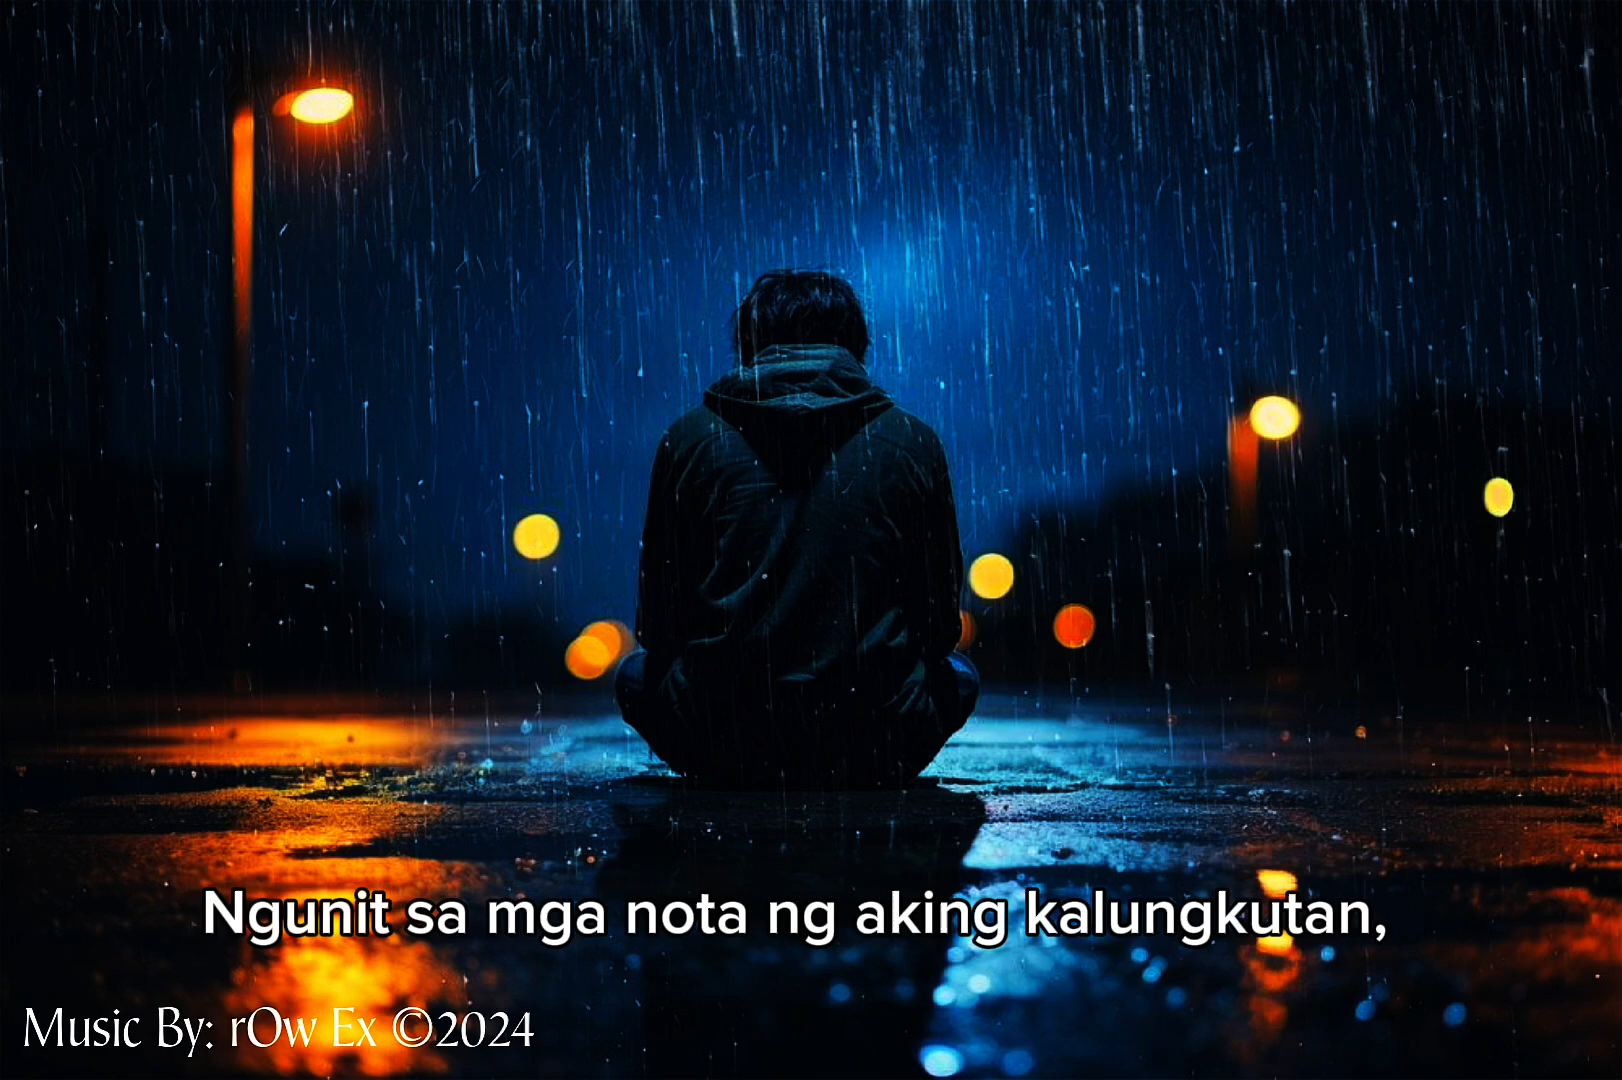 Ngunit sa mga nota ng aking kalungkutan,
Music By: rOw Ex ©2024